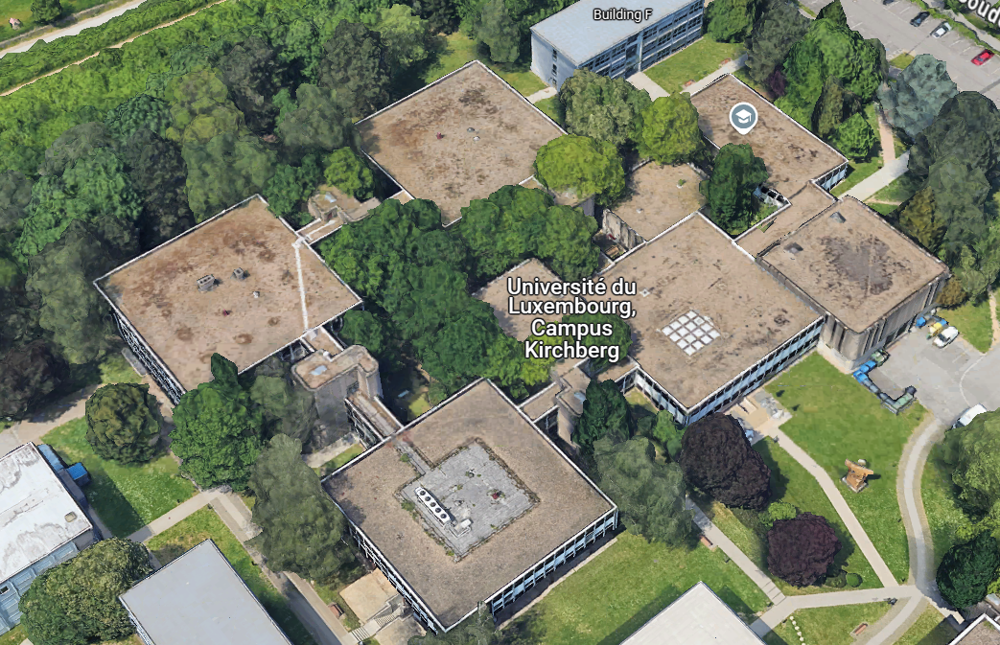 Building F
Université du
Luxembourg,
Campus
Kirchberg